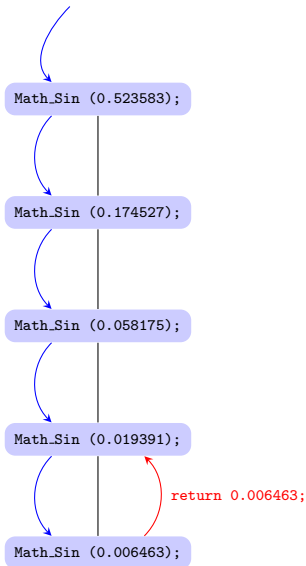 Math_Sin (0.523583);
Math_Sin (0.174527);
Math_Sin (0.058175);
Math_Sin (0.019391);
return 0.006463;
Math_Sin (0.006463);